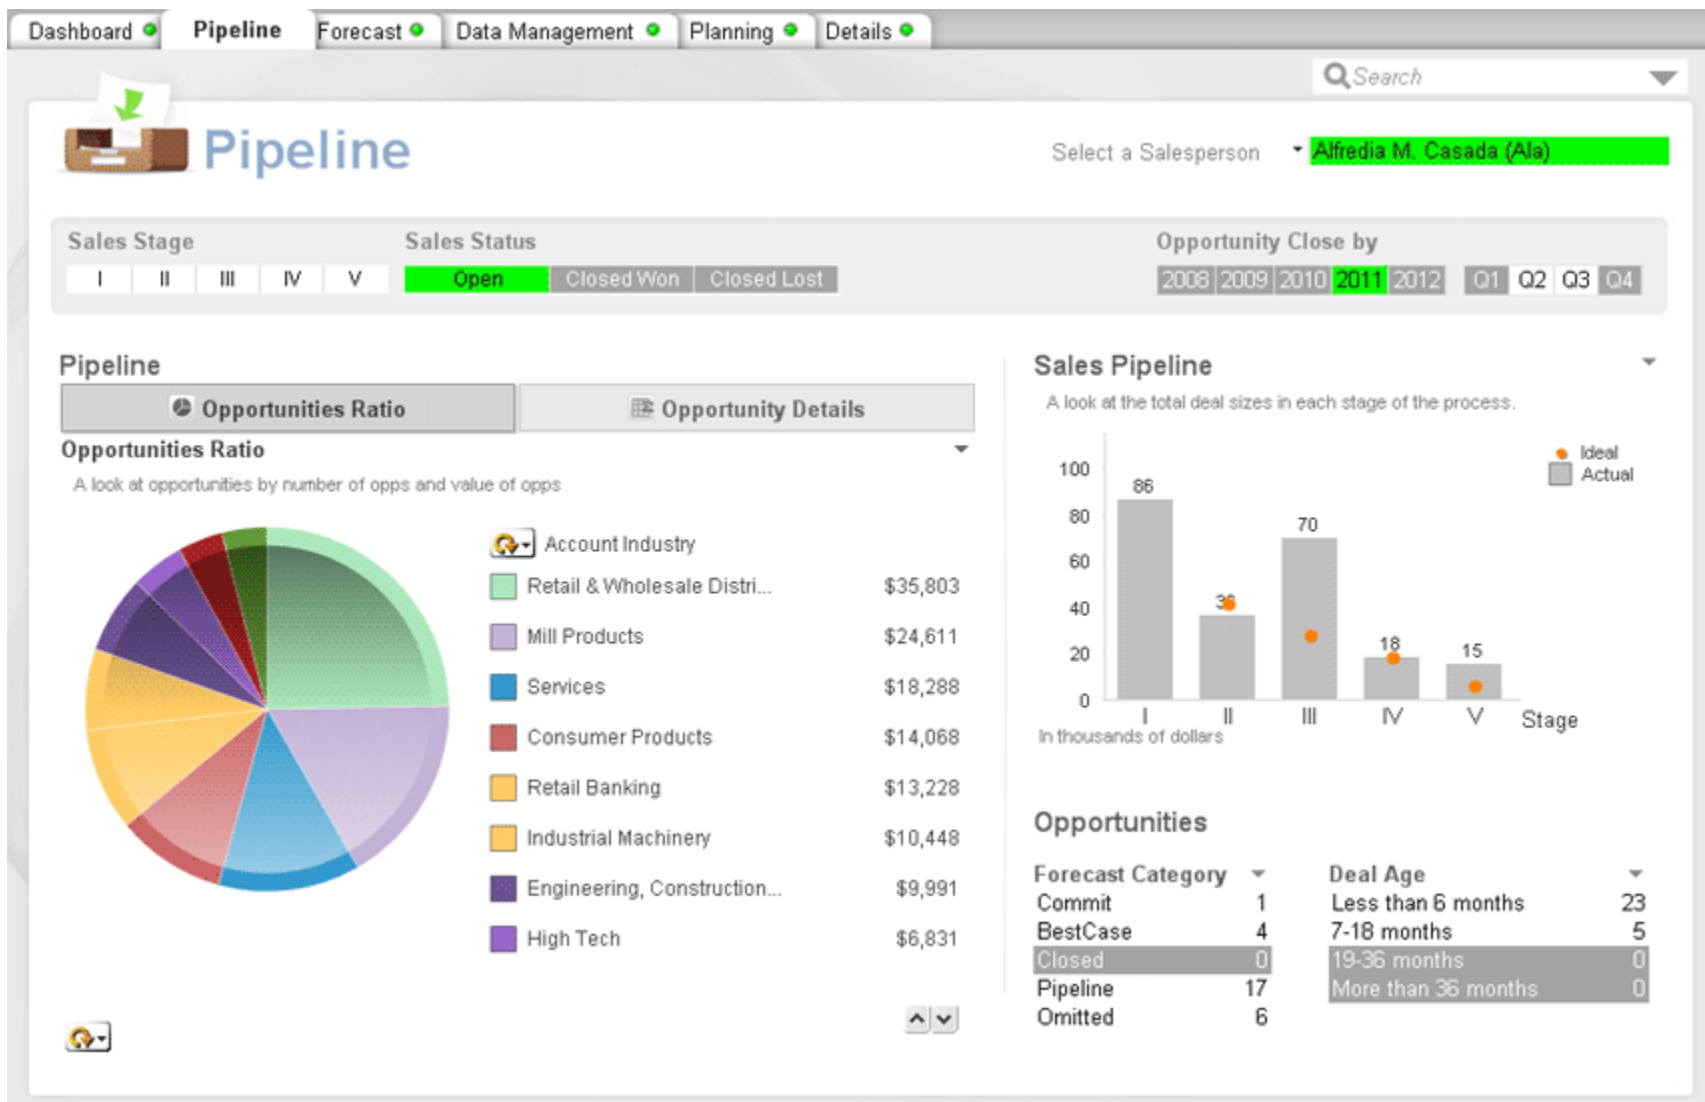 Dashboard Pipeline Forecast Data Management Planning Details
Search
Pipeline
Select a Salesperson Alfredia M. Casada (Ala)
Sales Stage Sales Status Opportunity Close by
I II III IV V Open Closed Won Closed Lost 2008 2009 2010 2011 2012 Q1 Q2 Q3 Q4
Pipeline
Opportunities Ratio Opportunity Details
Opportunities Ratio
A look at opportunities by number of opps and value of opps
Account Industry
Retail & Wholesale Distri... $35,803
Mill Products $24,611
Services $18,288
Consumer Products $14,068
Retail Banking $13,228
Industrial Machinery $10,448
Engineering, Construction... $9,991
High Tech $6,831
Sales Pipeline
A look at the total deal sizes in each stage of the process.
Ideal
Actual
100
80
60
40
20
0
86
70
18
15
I II III IV V Stage
In thousands of dollars
Opportunities
Forecast Category
Commit 1
BestCase 4
Closed 0
Pipeline 17
Omitted 6
Deal Age
Less than 6 months 23
7-18 months 5
19-36 months 0
More than 36 months 0